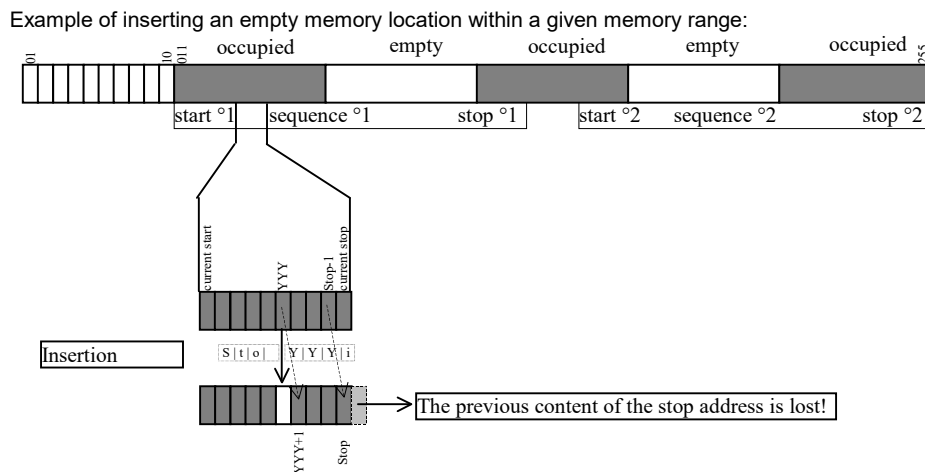 Example of inserting an empty memory location within a given memory range:
01 10 011 occupied empty occupied empty occupied 255
start °1 sequence °1 stop °1 start °2 sequence °2 stop °2
current start YYY Stop-1 current stop
Insertion S|t|o| Y|Y|Y|i
The previous content of the stop address is lost!
YYY+1 Stop